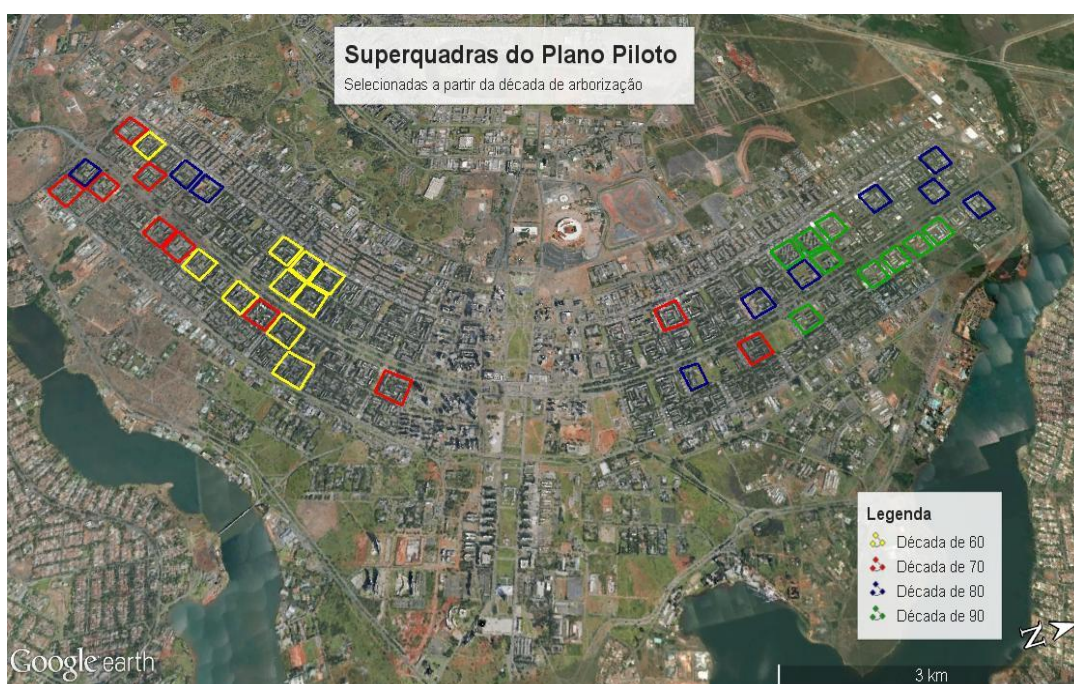 Superquadras do Plano Piloto
Selecionadas a partir da década de arborização
Legenda
Década de 60
Década de 70
Década de 80
Década de 90
N
Google earth
3 km